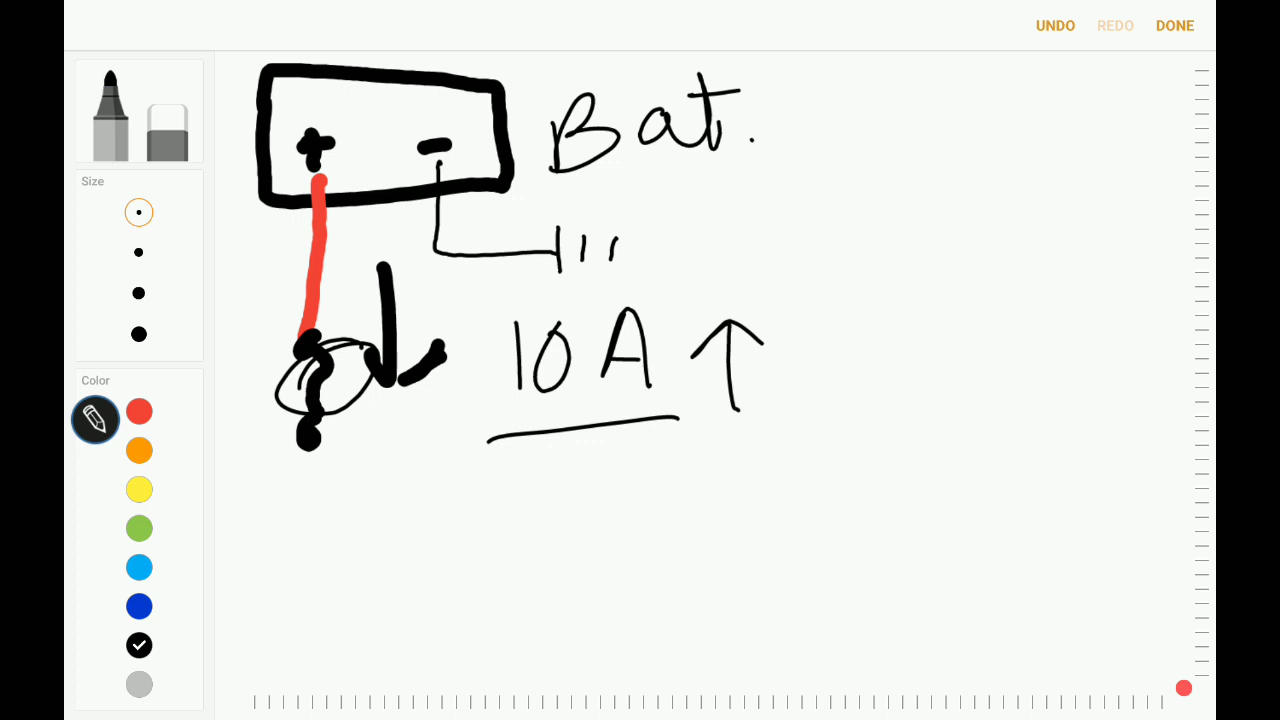 UNDO REDO DONE
+ - Bat.
Size
10A ↑
Color